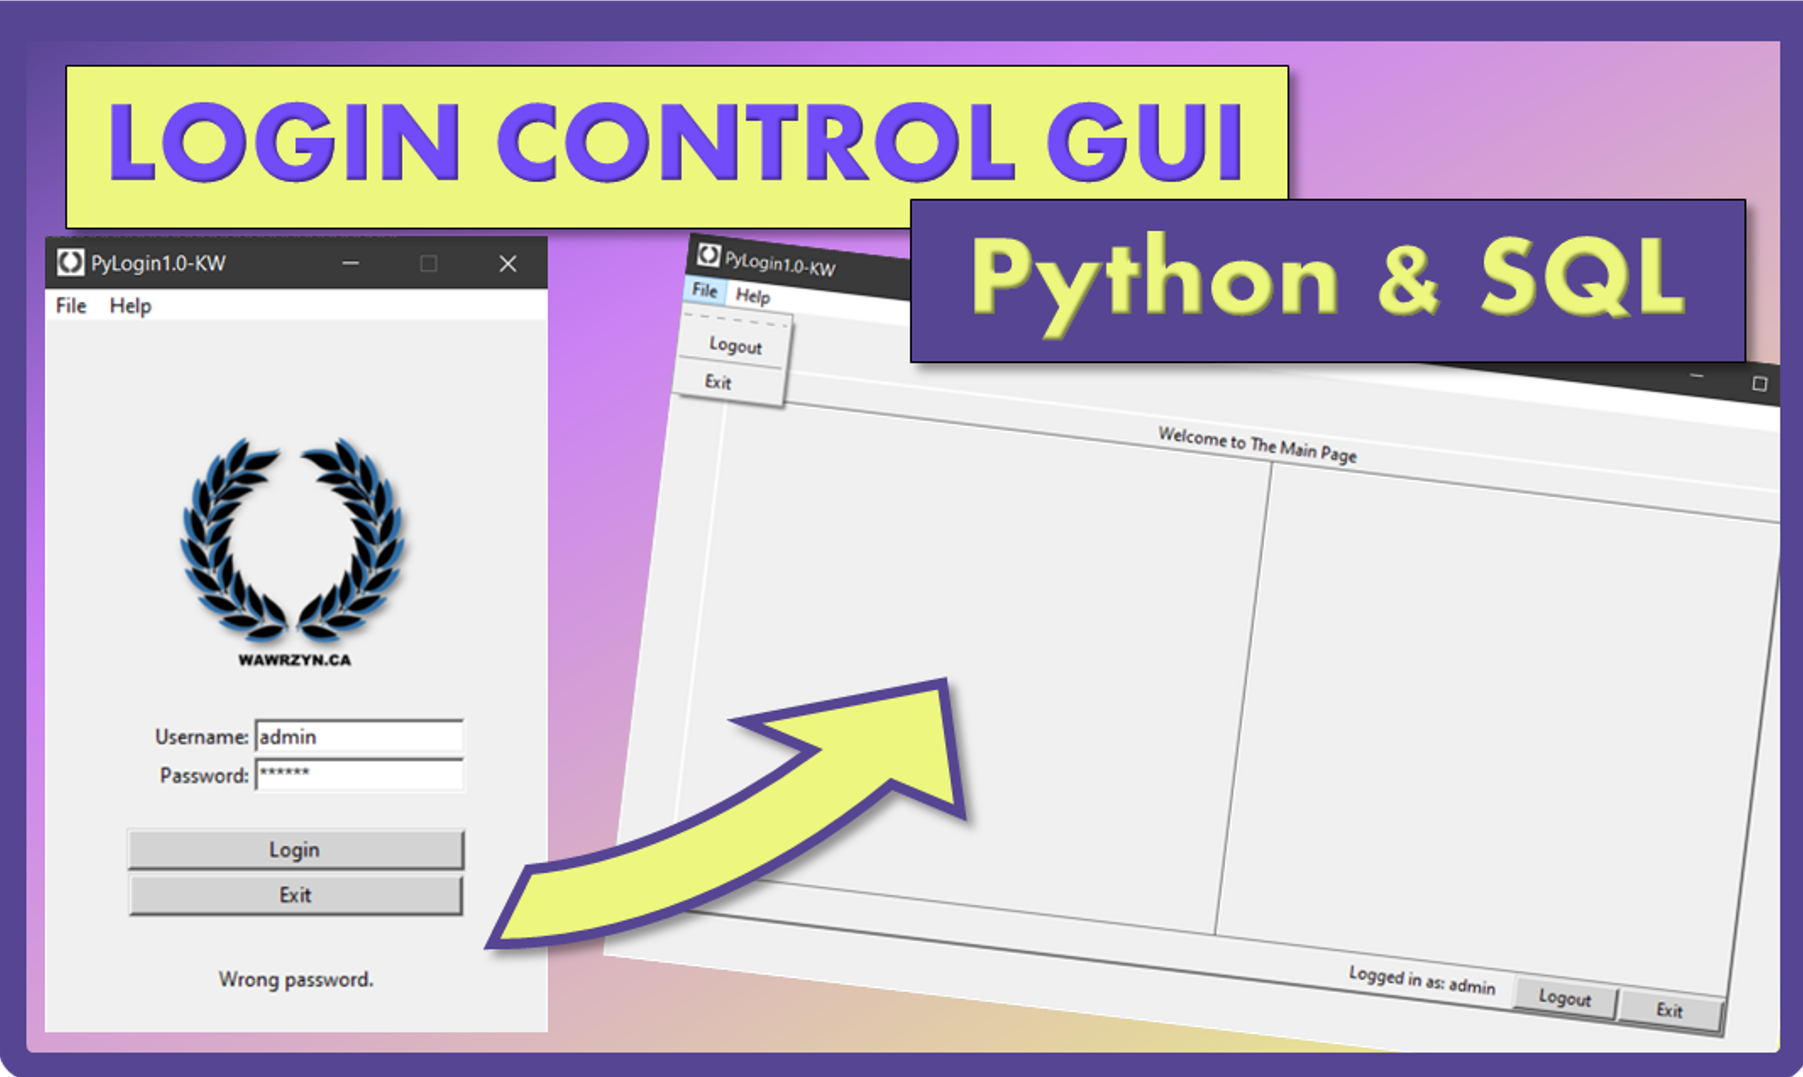 LOGIN CONTROL GUI
Python & SQL
PyLogin1.0-KW
File Help
WAWRZYN.CA
Username: admin
Password: ******
Login
Exit
Wrong password.
PyLogin1.0-KW
File Help
Logout
Exit
Welcome to The Main Page
Logged in as: admin Logout Exit